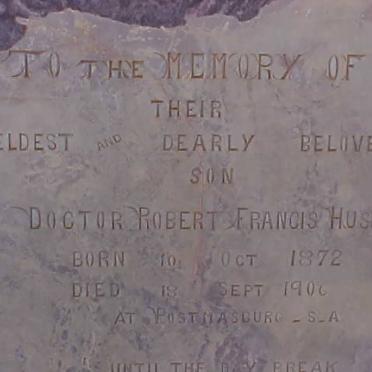 TO THE MEMORY OF
THEIR
ELDEST AND DEARLY BELOVE
SON
DOCTOR ROBERT FRANCIS HUS
BORN 10 OCT 1872
DIED 18 SEPT 1906
AT POSTMASBURG - S - A
UNTIL THE DAY BREAK